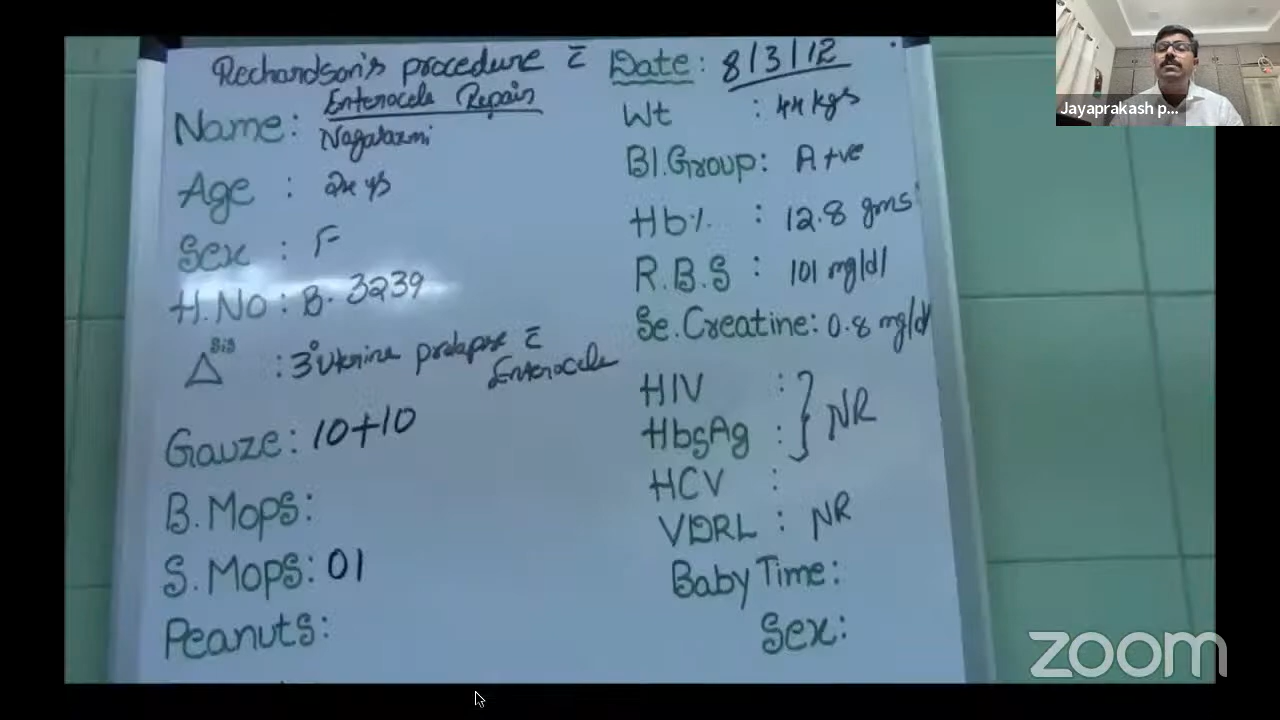 Rechardson's procedure c̄
Enterocele Repair
Name: Nagalaxmi
Age :
Sex : F
H.No: B. 3239
Δsis : 3° Uterine prolapse c̄
Enterocele
Gauze: 10+10
B.Mops:
S.Mops: 01
Peanuts:
Date: 8/3/12
Wt : 44 kgs
Bl.Group: A +ve
Hb% : 12.8 gms
R.B.S : 101 mg/dl
Se.Creatine: 0.8 mg/dl
HIV :
HbsAg : } NR
HCV :
VDRL : NR
Baby Time:
Sex:
Jayaprakash p...
zoom